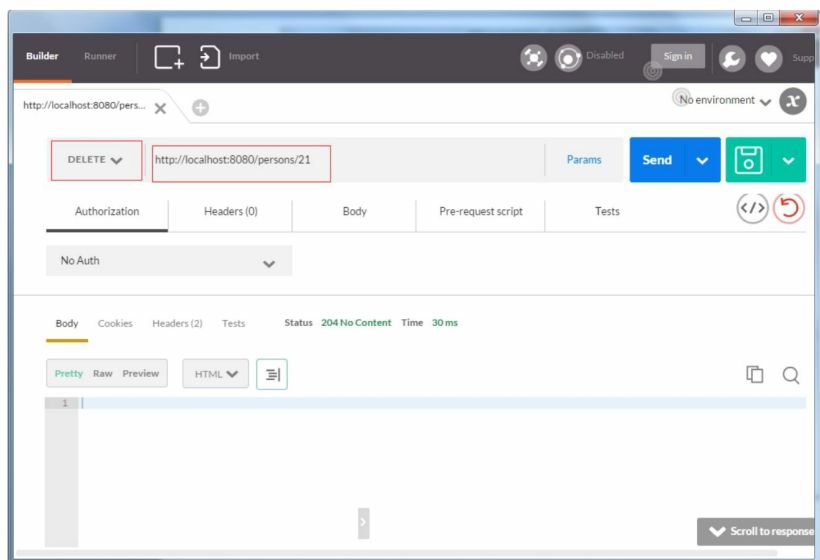 Builder Runner Import Disabled Sign in Supp
http://localhost:8080/pers... No environment
DELETE http://localhost:8080/persons/21 Params Send
Authorization Headers (0) Body Pre-request script Tests
No Auth
Body Cookies Headers (2) Tests Status 204 No Content Time 30 ms
Pretty Raw Preview HTML
1
Scroll to response